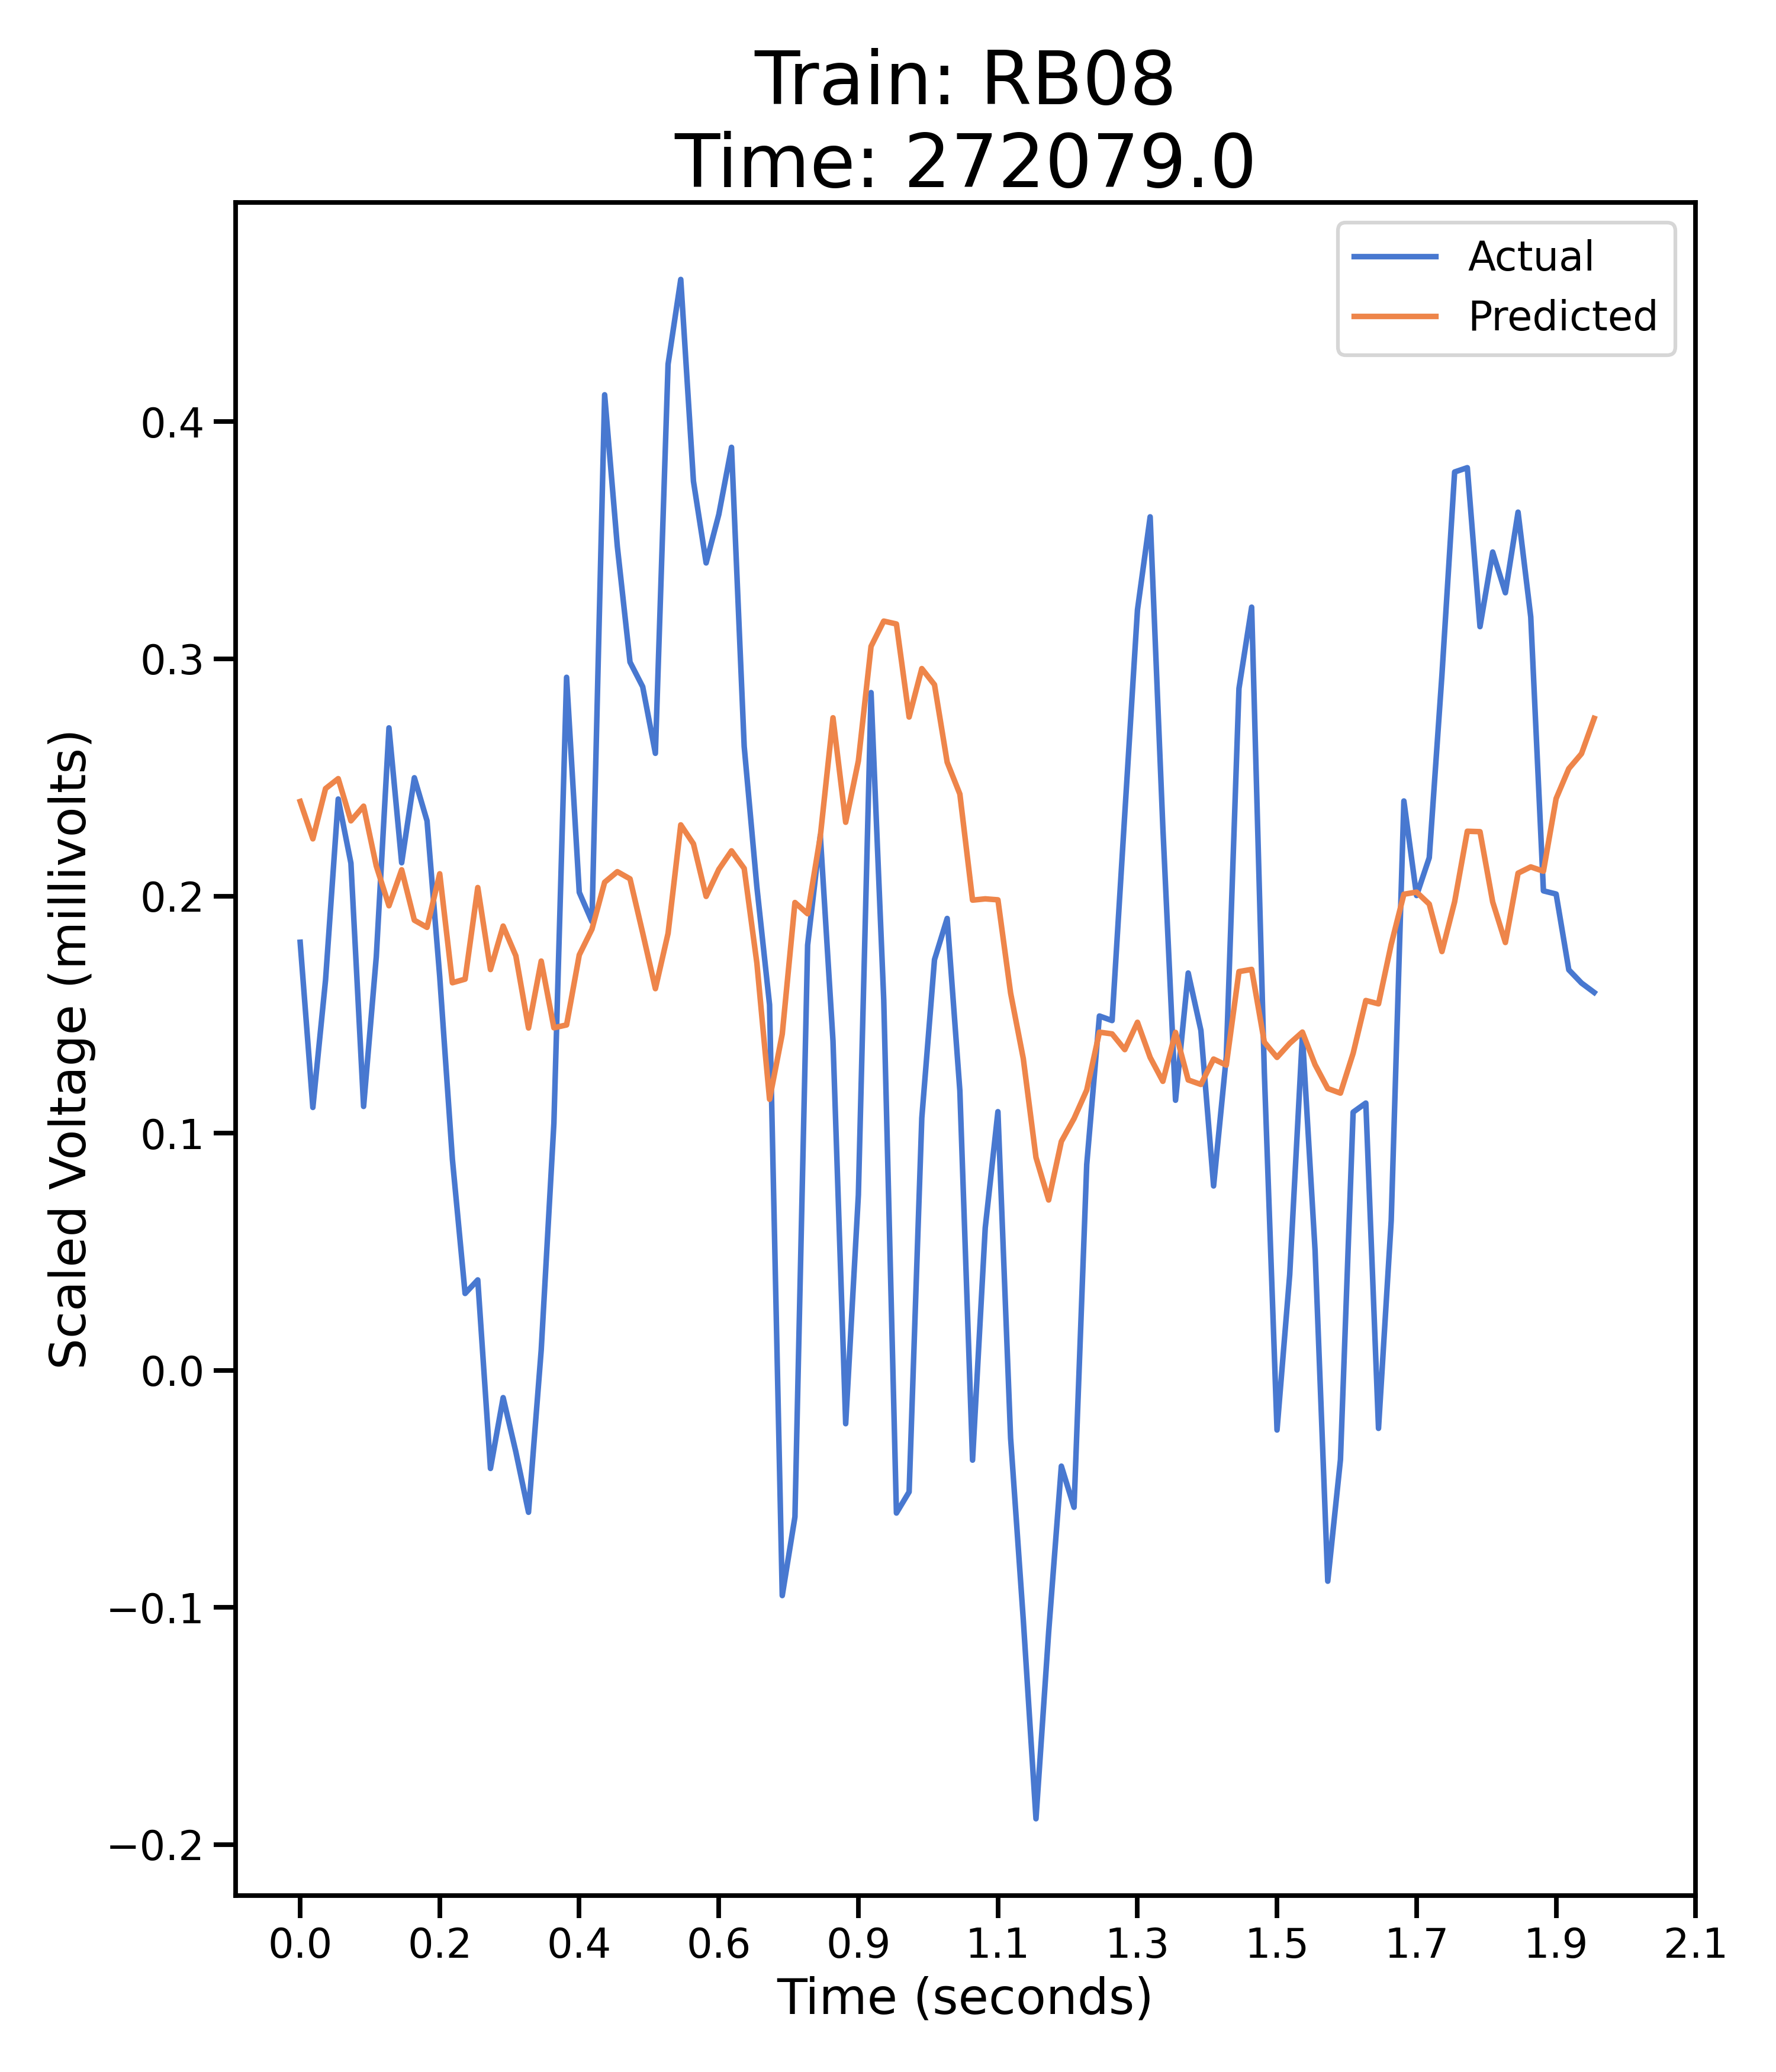 Train: RB08
Time: 272079.0
Actual
Predicted
Scaled Voltage (millivolts)
0.4
0.3
0.2
0.1
0.0
−0.1
−0.2
0.0 0.2 0.4 0.6 0.9 1.1 1.3 1.5 1.7 1.9 2.1
Time (seconds)